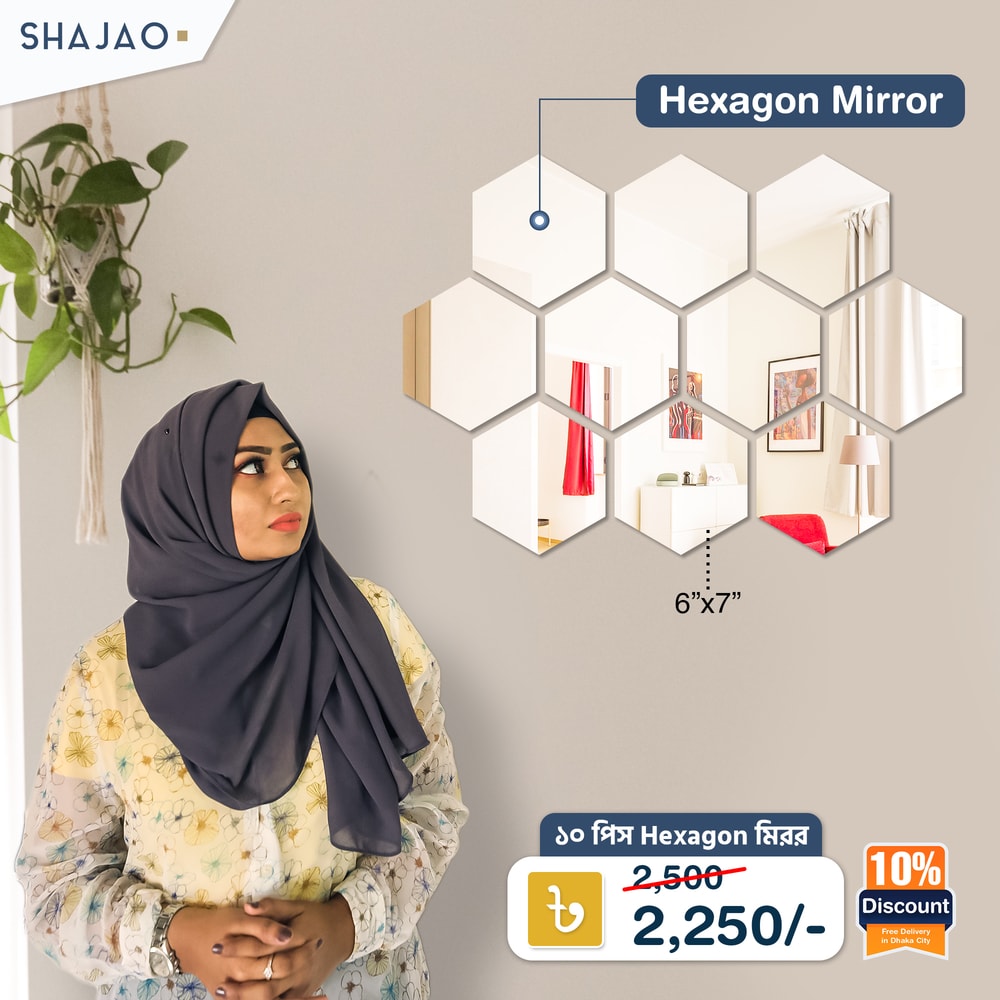 SHAJAO
Hexagon Mirror
6”x7”
১০ পিস Hexagon মিরর
৳
2,500
2,250/-
10%
Discount
Free Delivery
in Dhaka City